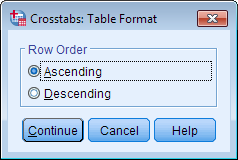 Crosstabs: Table Format
Row Order
Ascending
Descending
Continue Cancel Help